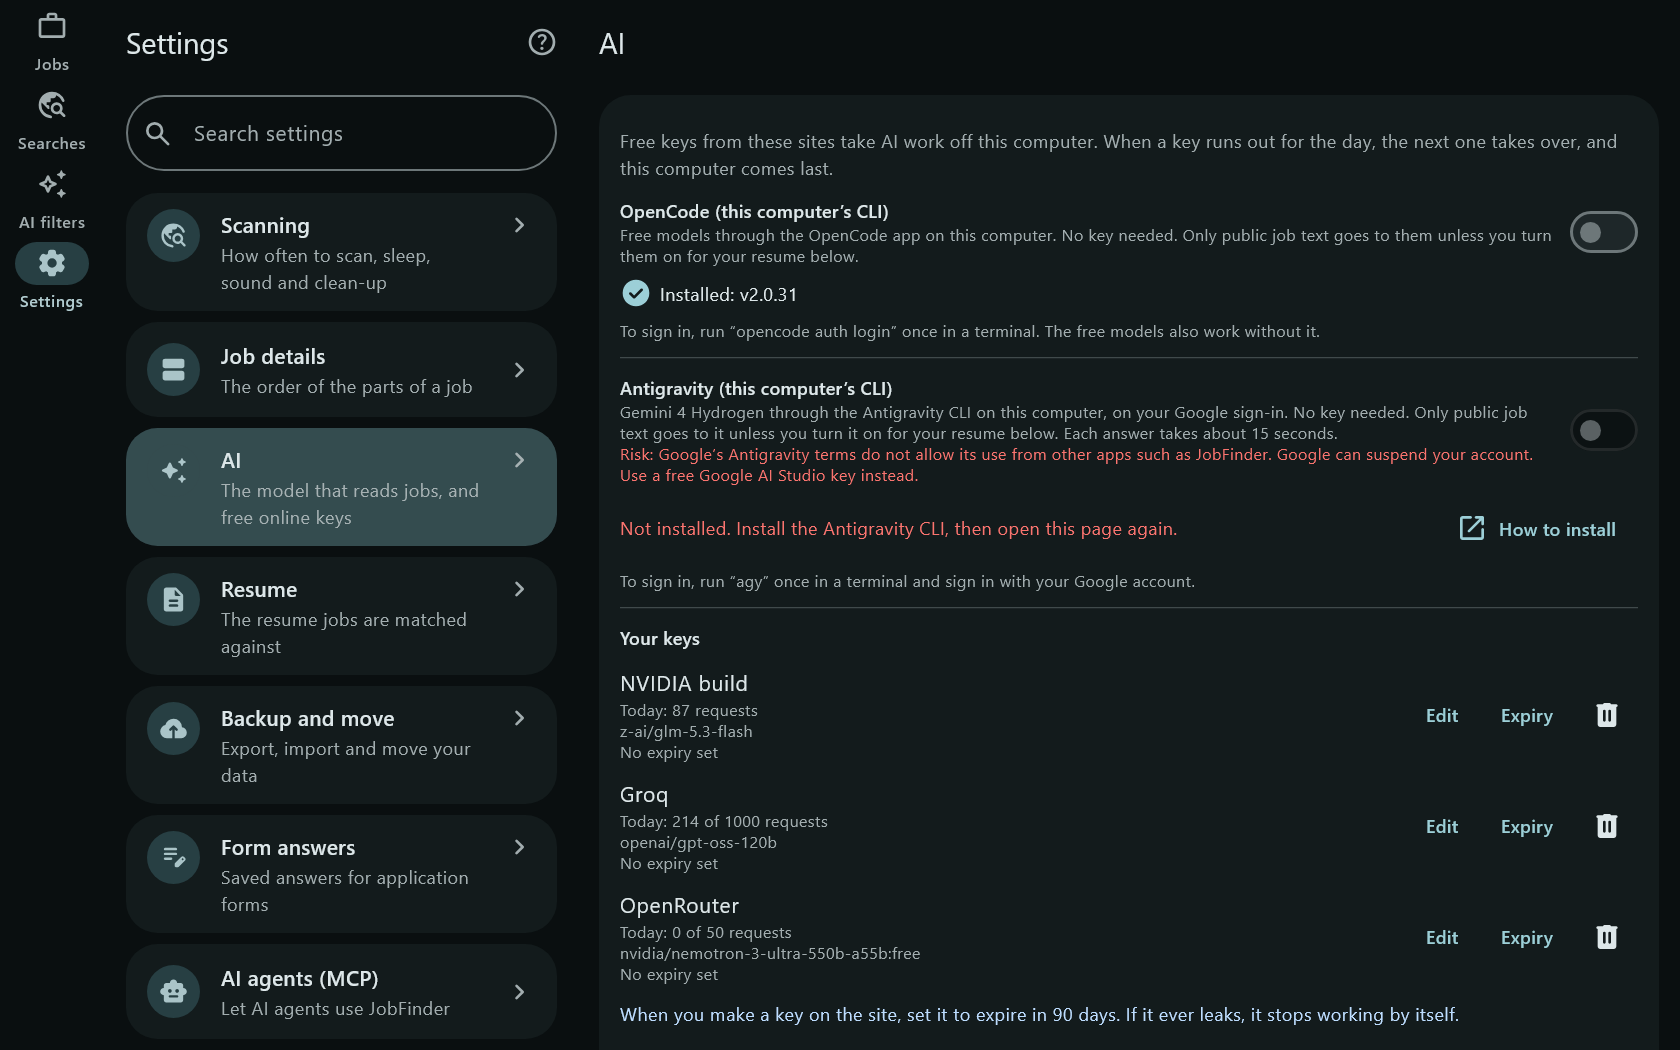 Jobs
Searches
AI filters
Settings
Settings
Search settings
Scanning
How often to scan, sleep,
sound and clean-up
Job details
The order of the parts of a job
AI
The model that reads jobs, and
free online keys
Resume
The resume jobs are matched
against
Backup and move
Export, import and move your
data
Form answers
Saved answers for application
forms
AI agents (MCP)
Let AI agents use JobFinder
AI
Free keys from these sites take AI work off this computer. When a key runs out for the day, the next one takes over, and
this computer comes last.
OpenCode (this computer’s CLI)
Free models through the OpenCode app on this computer. No key needed. Only public job text goes to them unless you turn
them on for your resume below.
Installed: v2.0.31
To sign in, run “opencode auth login” once in a terminal. The free models also work without it.
Antigravity (this computer’s CLI)
Gemini 4 Hydrogen through the Antigravity CLI on this computer, on your Google sign-in. No key needed. Only public job
text goes to it unless you turn it on for your resume below. Each answer takes about 15 seconds.
Risk: Google’s Antigravity terms do not allow its use from other apps such as JobFinder. Google can suspend your account.
Use a free Google AI Studio key instead.
Not installed. Install the Antigravity CLI, then open this page again.
How to install
To sign in, run “agy” once in a terminal and sign in with your Google account.
Your keys
NVIDIA build
Today: 87 requests
z-ai/glm-5.3-flash
No expiry set
Edit
Expiry
Groq
Today: 214 of 1000 requests
openai/gpt-oss-120b
No expiry set
Edit
Expiry
OpenRouter
Today: 0 of 50 requests
nvidia/nemotron-3-ultra-550b-a55b:free
No expiry set
Edit
Expiry
When you make a key on the site, set it to expire in 90 days. If it ever leaks, it stops working by itself.